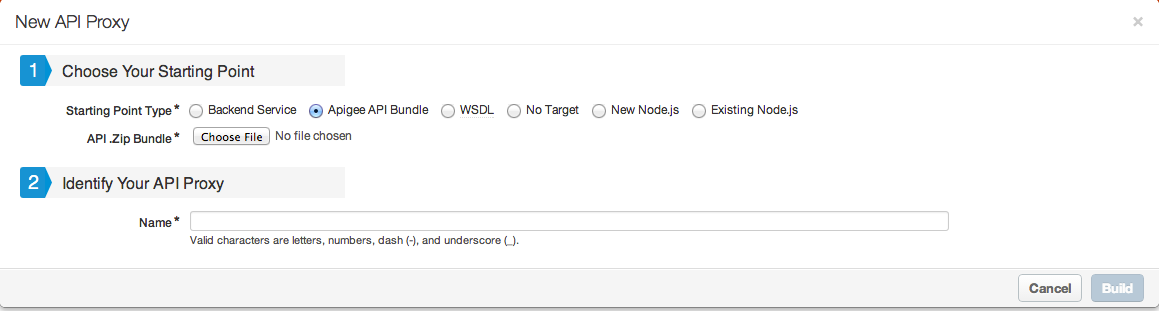 New API Proxy ×
1 Choose Your Starting Point
Starting Point Type* Backend Service Apigee API Bundle WSDL No Target New Node.js Existing Node.js
API .Zip Bundle* Choose File No file chosen
2 Identify Your API Proxy
Name*
Valid characters are letters, numbers, dash (-), and underscore (_).
Cancel Build